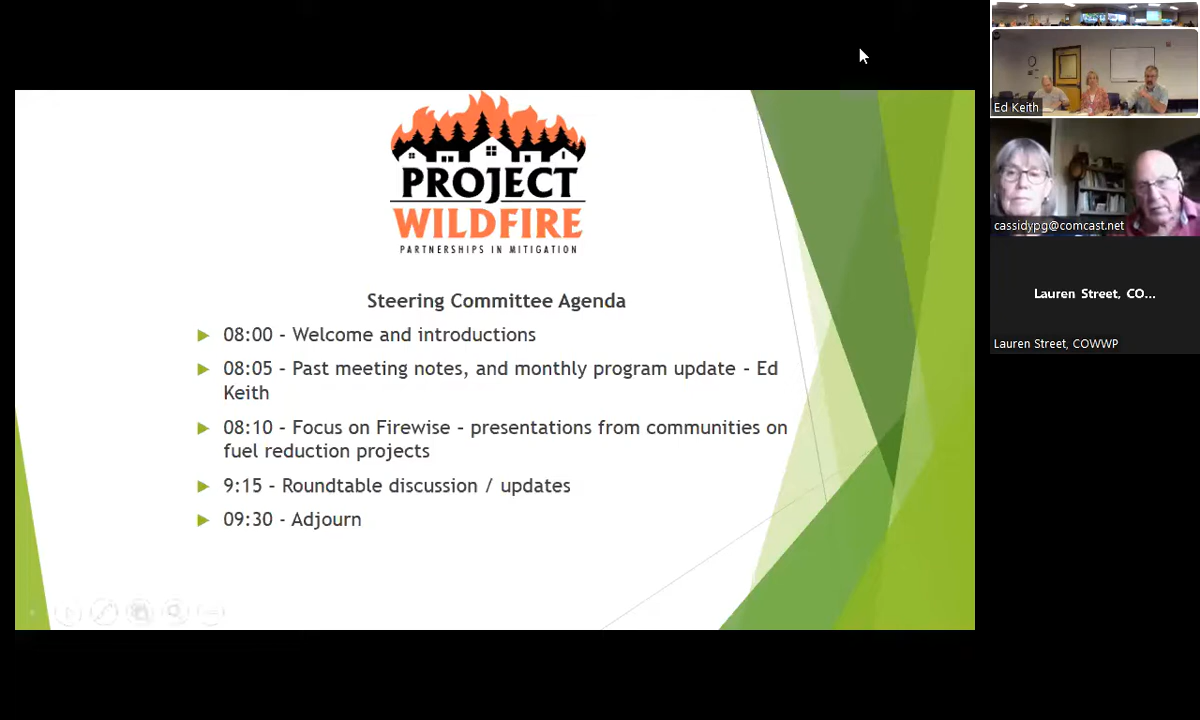 PROJECT
WILDFIRE
PARTNERSHIPS IN MITIGATION
Steering Committee Agenda
08:00 - Welcome and introductions
08:05 - Past meeting notes, and monthly program update - Ed
Keith
08:10 - Focus on Firewise - presentations from communities on
fuel reduction projects
9:15 - Roundtable discussion / updates
09:30 - Adjourn
Ed Keith
cassidypg@comcast.net
Lauren Street, CO...
Lauren Street, COWWP